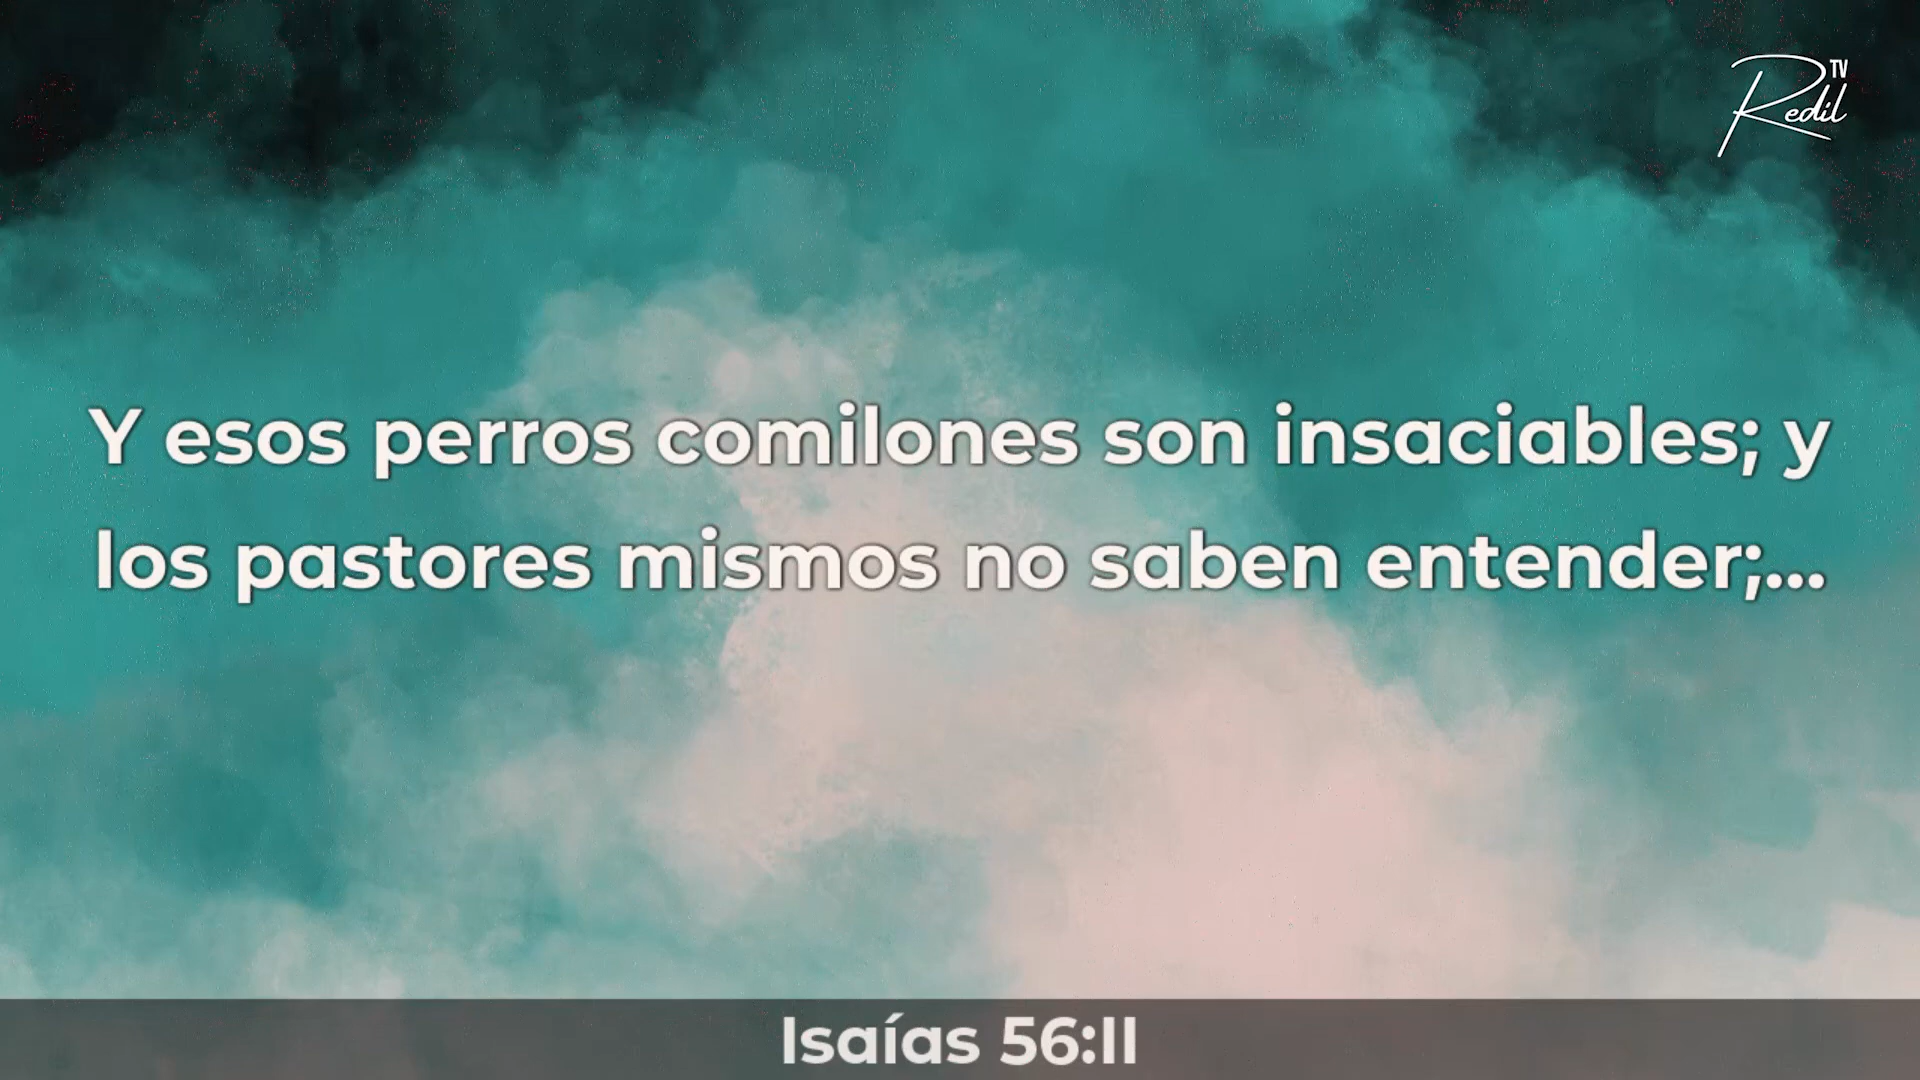 Redil TV
Y esos perros comilones son insaciables; y
los pastores mismos no saben entender;...
Isaías 56:11